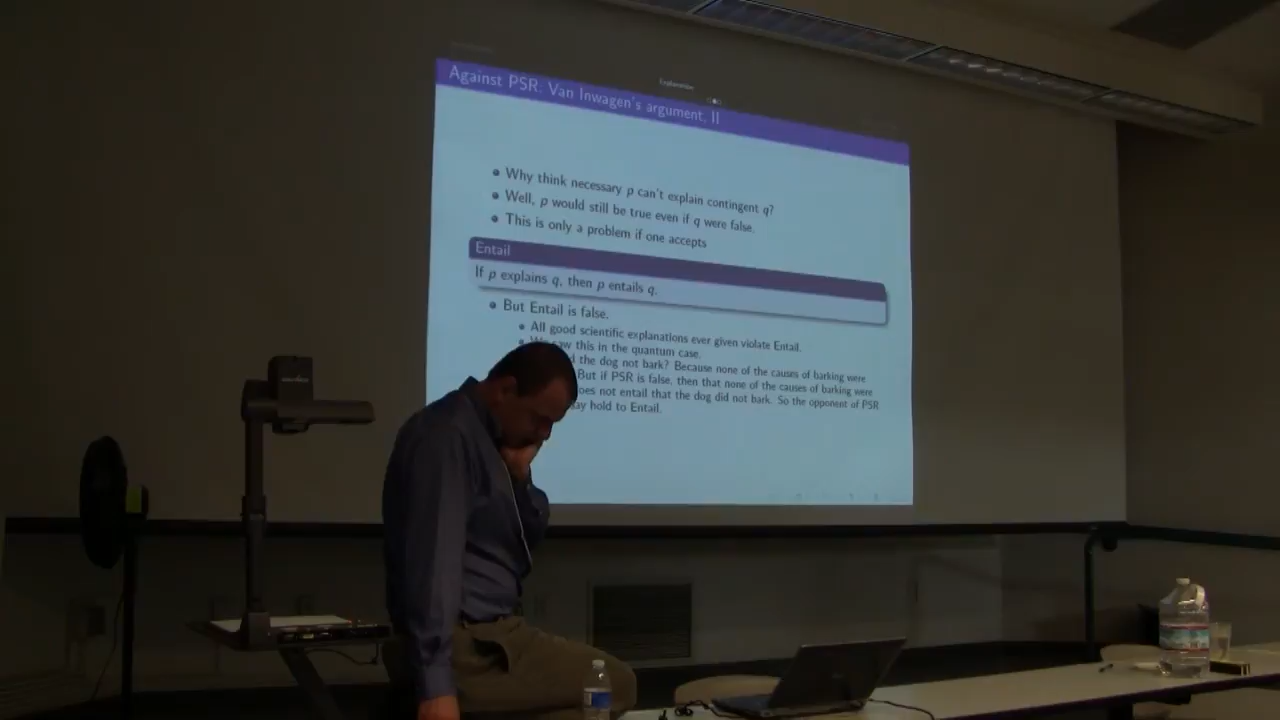 Explanation
Against PSR: Van Inwagen's argument, II
Why think necessary p can't explain contingent q?
Well, p would still be true even if q were false.
This is only a problem if one accepts
Entail
If p explains q, then p entails q.
But Entail is false.
All good scientific explanations ever given violate Entail.
saw this in the quantum case.
the dog not bark? Because none of the causes of barking were
But if PSR is false, then that none of the causes of barking were
not entail that the dog did not bark. So the opponent of PSR
hold to Entail.